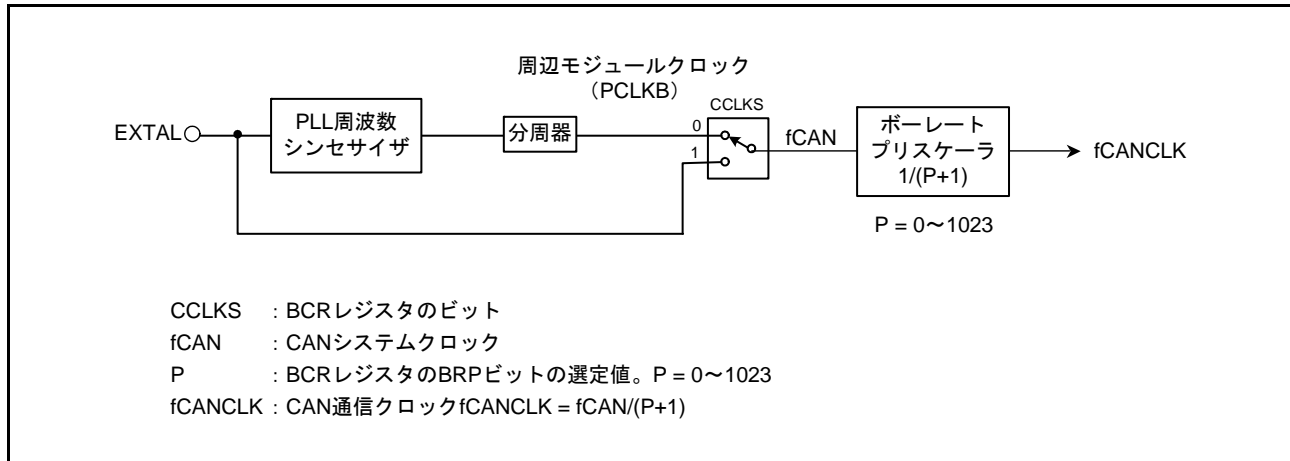 周辺モジュールクロック
（PCLKB）
CCLKS
EXTAL
PLL周波数
シンセサイザ
分周器
0
1
fCAN
ボーレート
プリスケーラ
1/(P+1)
fCANCLK
P = 0～1023
CCLKS ：BCRレジスタのビット
fCAN ：CANシステムクロック
P ：BCRレジスタのBRPビットの選定値。P = 0～1023
fCANCLK：CAN通信クロックfCANCLK = fCAN/(P+1)